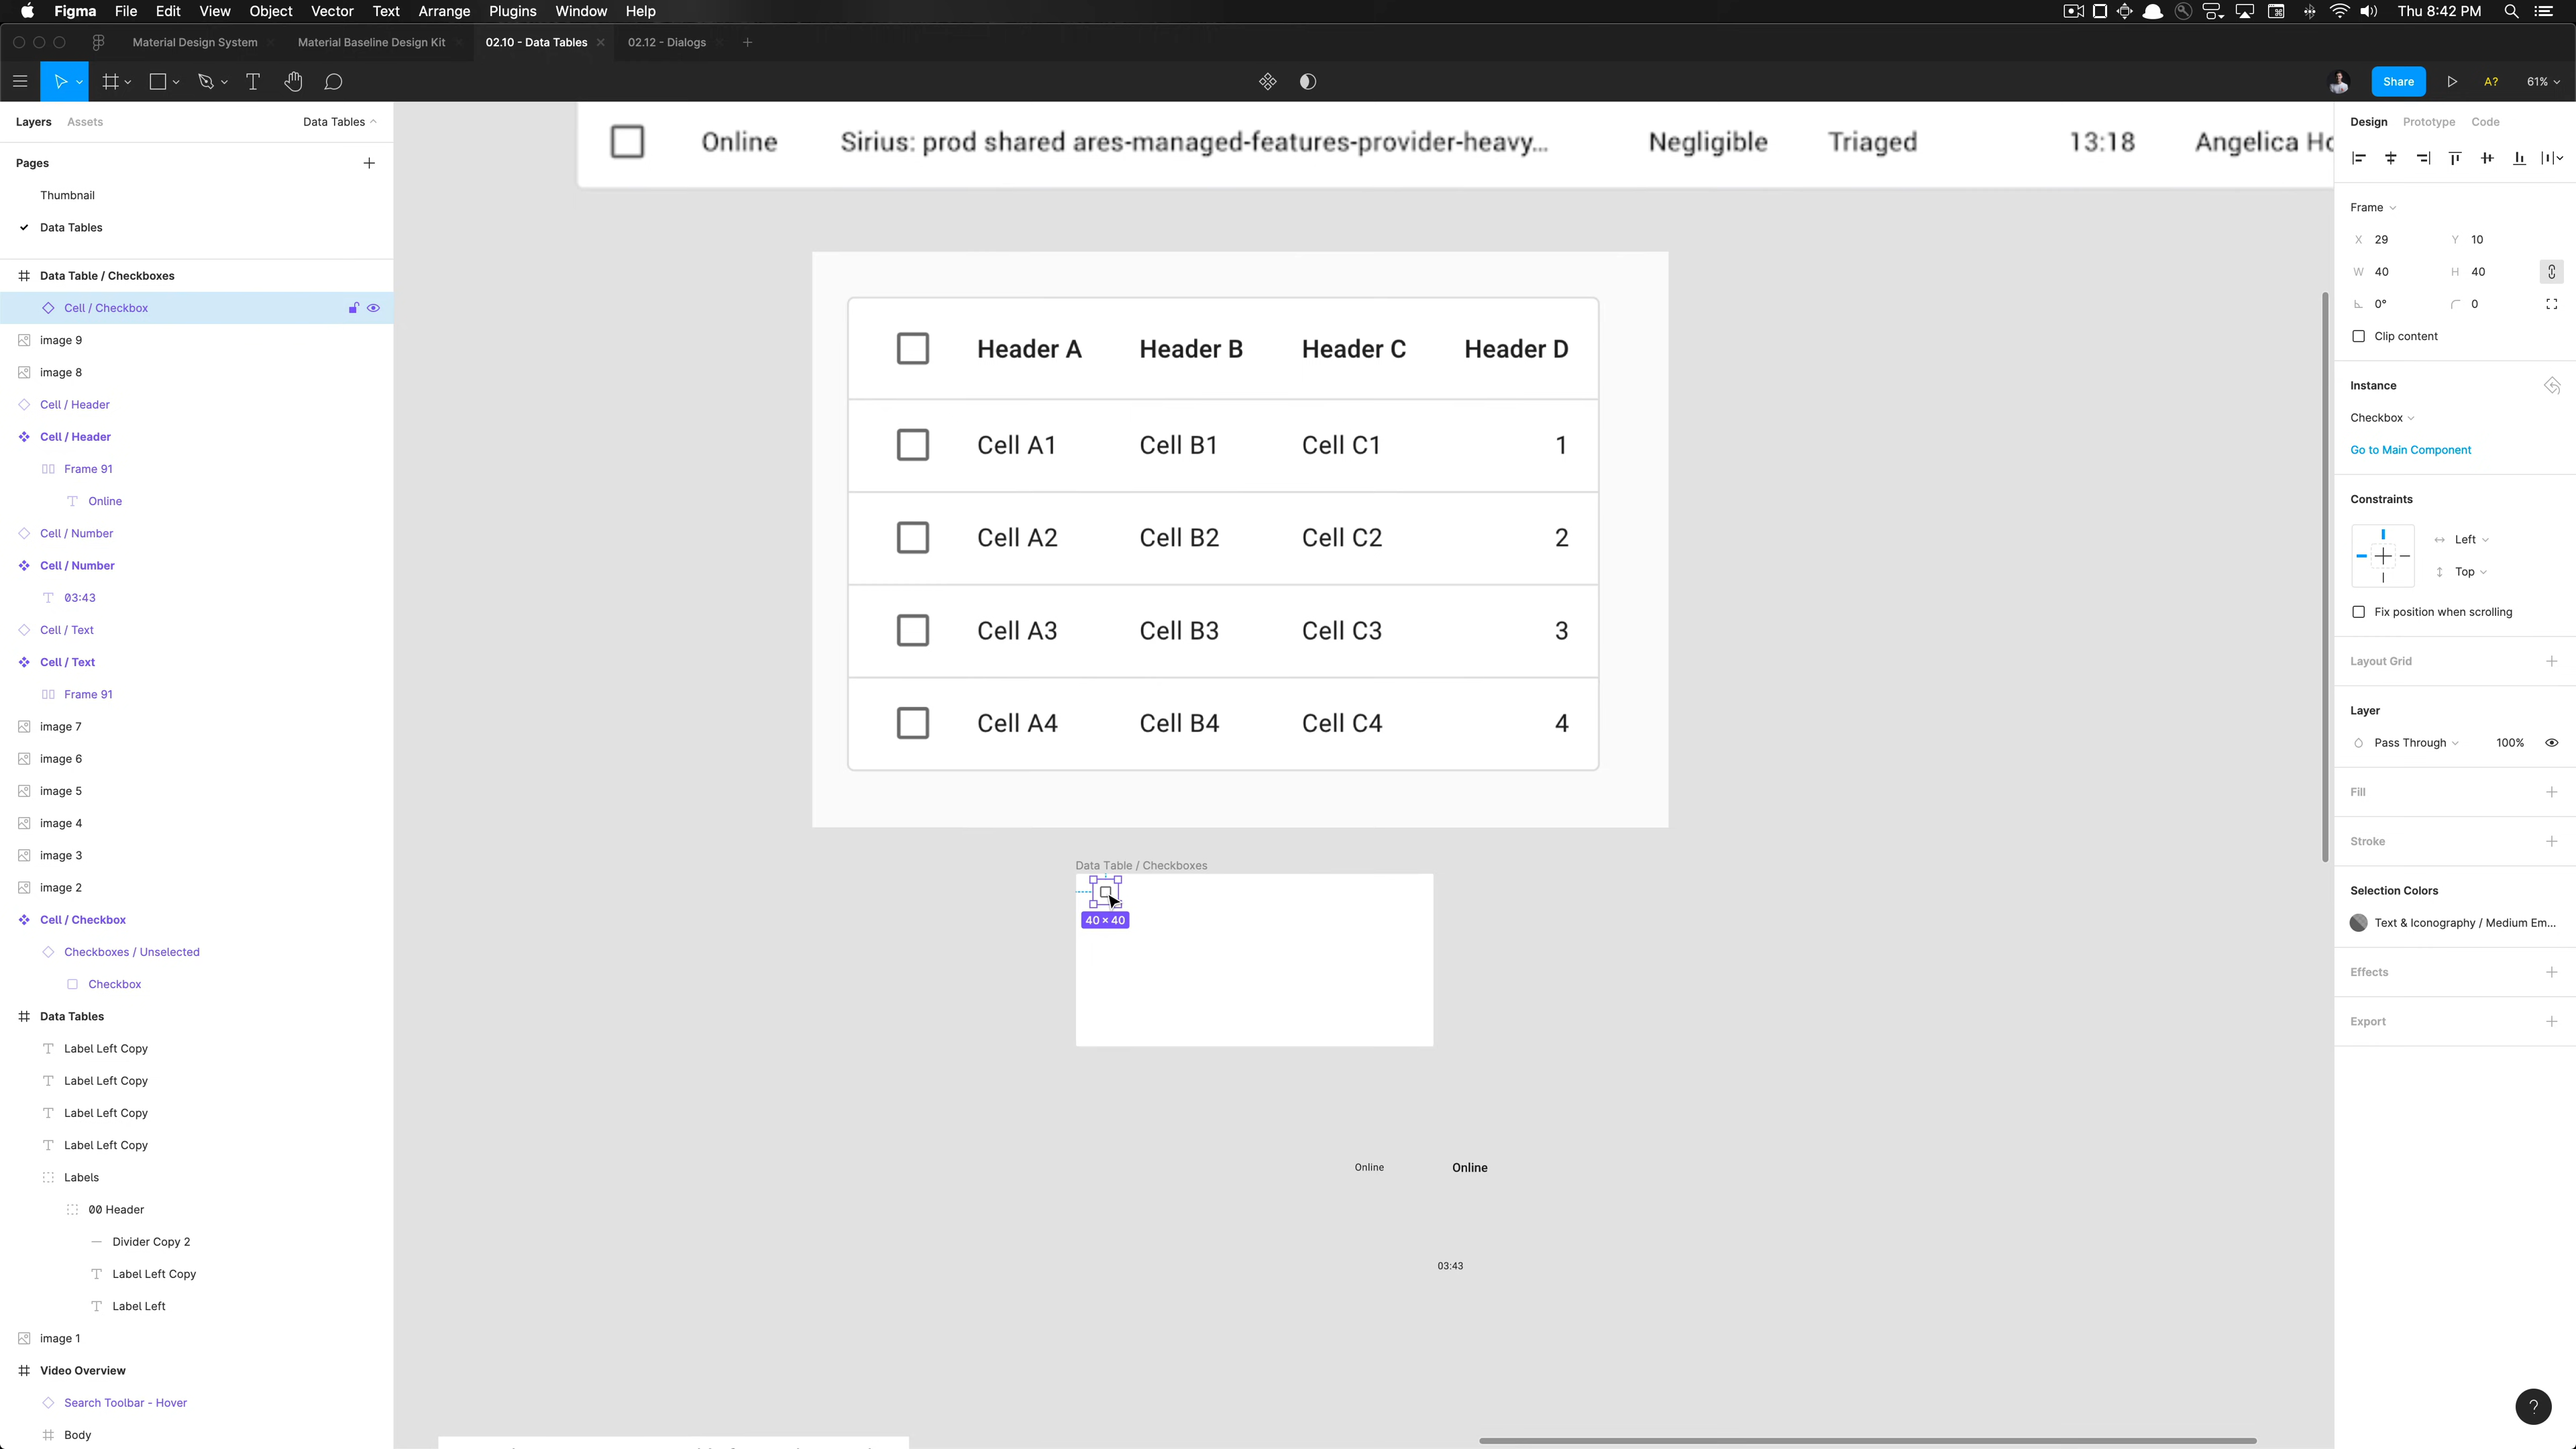 Figma File Edit View Object Vector Text Arrange Plugins Window Help
Thu 8:42 PM
Material Design System
Material Baseline Design Kit
02.10 - Data Tables
02.12 - Dialogs
Share
A?
61%
Layers Assets
Data Tables
Pages
Thumbnail
Data Tables
Data Table / Checkboxes
Cell / Checkbox
image 9
image 8
Cell / Header
Cell / Header
Frame 91
Online
Cell / Number
Cell / Number
03:43
Cell / Text
Cell / Text
Frame 91
image 7
image 6
image 5
image 4
image 3
image 2
Cell / Checkbox
Checkboxes / Unselected
Checkbox
Data Tables
Label Left Copy
Label Left Copy
Label Left Copy
Label Left Copy
Labels
00 Header
Divider Copy 2
Label Left Copy
Label Left
image 1
Video Overview
Search Toolbar - Hover
Body
Online Sirius: prod shared ares-managed-features-provider-heavy... Negligible Triaged 13:18 Angelica
Header A Header B Header C Header D
Cell A1 Cell B1 Cell C1 1
Cell A2 Cell B2 Cell C2 2
Cell A3 Cell B3 Cell C3 3
Cell A4 Cell B4 Cell C4 4
Data Table / Checkboxes
40 × 40
Online
Online
03:43
Design Prototype Code
Frame
X 29 Y 10
W 40 H 40
0° 0
Clip content
Instance
Checkbox
Go to Main Component
Constraints
Left
Top
Fix position when scrolling
Layout Grid
Layer
Pass Through 100%
Fill
Stroke
Selection Colors
Text & Iconography / Medium Em...
Effects
Export
?